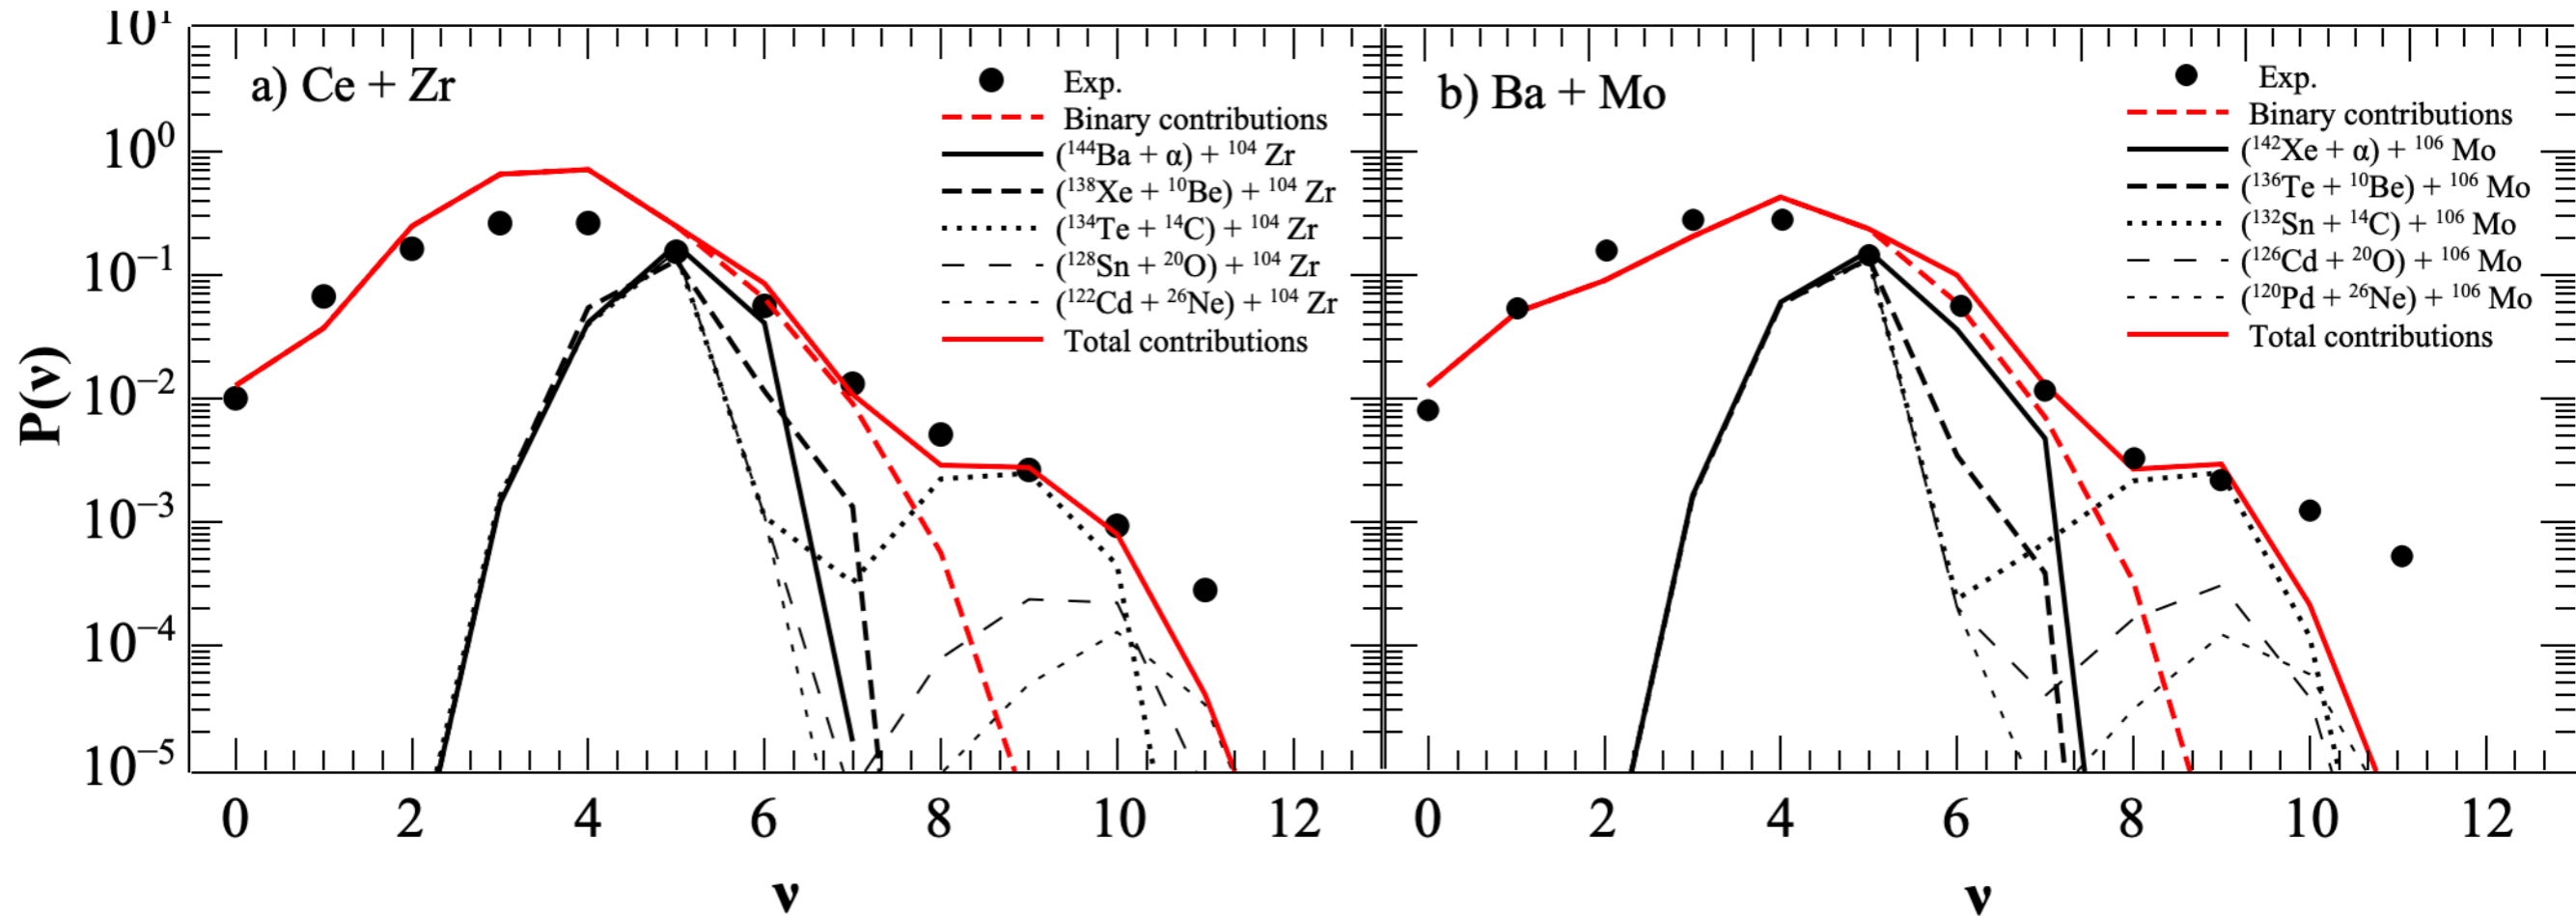 P(ν)
10¹
10⁰
10⁻¹
10⁻²
10⁻³
10⁻⁴
10⁻⁵
a) Ce + Zr
Exp.
Binary contributions
(¹⁴⁴Ba + α) + ¹⁰⁴ Zr
(¹³⁸Xe + ¹⁰Be) + ¹⁰⁴ Zr
(¹³⁴Te + ¹⁴C) + ¹⁰⁴ Zr
(¹²⁸Sn + ²⁰O) + ¹⁰⁴ Zr
(¹²²Cd + ²⁶Ne) + ¹⁰⁴ Zr
Total contributions
0 2 4 6 8 10 12
ν
b) Ba + Mo
Exp.
Binary contributions
(¹⁴²Xe + α) + ¹⁰⁶ Mo
(¹³⁶Te + ¹⁰Be) + ¹⁰⁶ Mo
(¹³²Sn + ¹⁴C) + ¹⁰⁶ Mo
(¹²⁶Cd + ²⁰O) + ¹⁰⁶ Mo
(¹²⁰Pd + ²⁶Ne) + ¹⁰⁶ Mo
Total contributions
0 2 4 6 8 10 12
ν